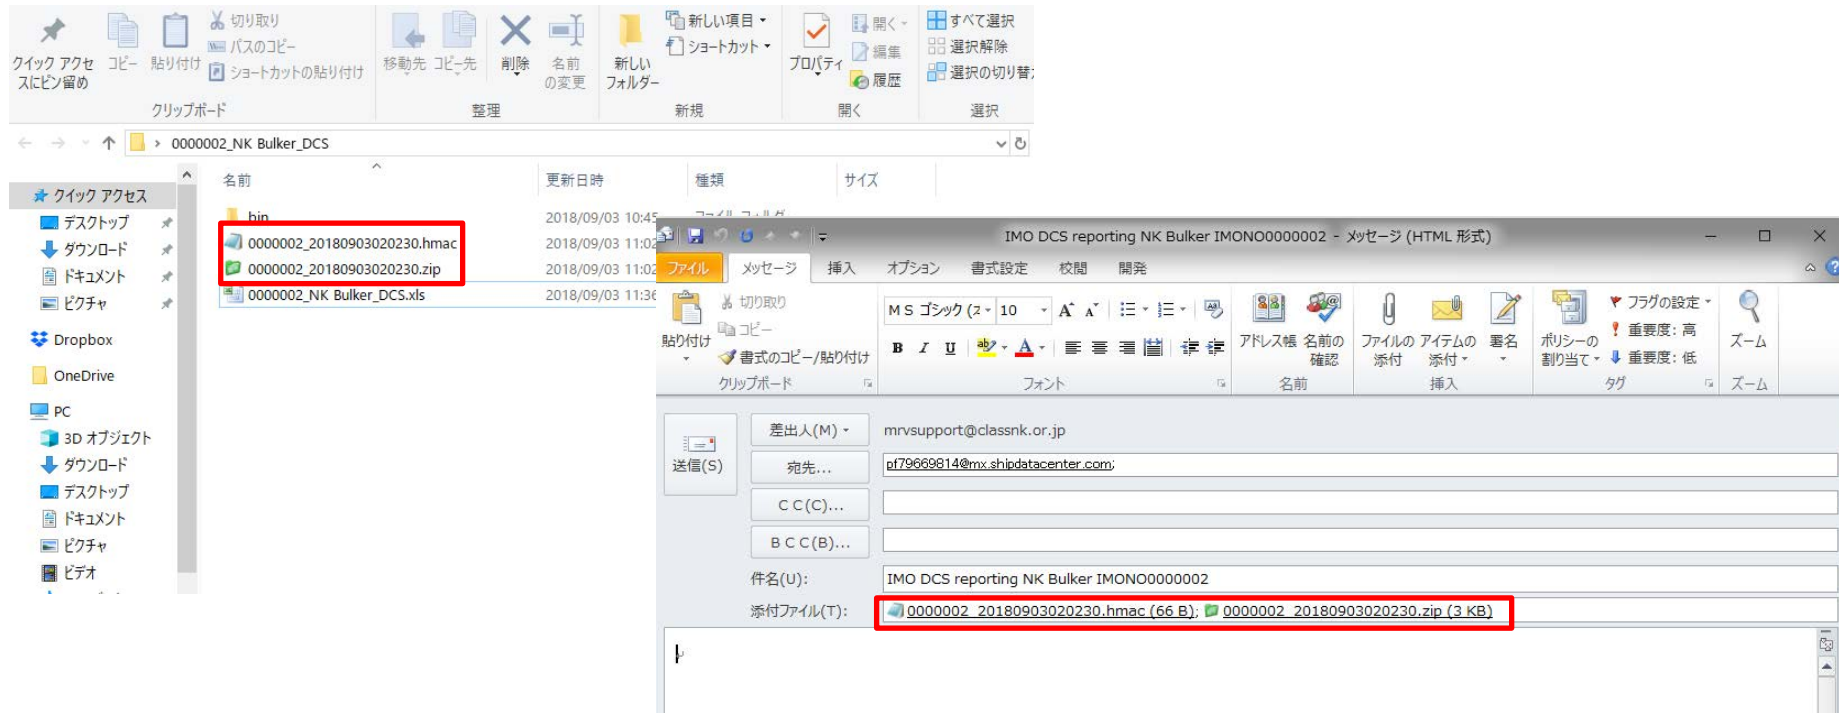 切り取り
パスのコピー
ショートカットの貼り付け
クイック アクセ
スにピン留め
コピー
貼り付け
クリップボード
移動先
コピー先
削除
名前
の変更
整理
新しい
フォルダー
新しい項目
ショートカット
新規
プロパティ
開く
編集
履歴
開く
すべて選択
選択解除
選択の切り替え
選択
0000002_NK Bulker_DCS
名前 更新日時 種類 サイズ
クイック アクセス
デスクトップ
ダウンロード
ドキュメント
ピクチャ
Dropbox
OneDrive
PC
3D オブジェクト
ダウンロード
デスクトップ
ドキュメント
ピクチャ
ビデオ
bin 2018/09/03 10:45 ファイル フォルダ
0000002_20180903020230.hmac 2018/09/03 11:02
0000002_20180903020230.zip 2018/09/03 11:02
0000002_NK Bulker_DCS.xls 2018/09/03 11:36
IMO DCS reporting NK Bulker IMONO0000002 - メッセージ (HTML 形式)
ファイル メッセージ 挿入 オプション 書式設定 校閲 開発
貼り付け
切り取り
コピー
書式のコピー/貼り付け
クリップボード
ＭＳ ゴシック (ス 10
B I U
フォント
アドレス帳
名前の
確認
名前
ファイルの
添付
アイテムの
添付
署名
挿入
ポリシーの
割り当て
フラグの設定
重要度: 高
重要度: 低
タグ
ズーム
ズーム
送信(S)
差出人(M) mrvsupport@classnk.or.jp
宛先... pf79669814@mx.shipdatacenter.com;
ＣＣ(C)...
ＢＣＣ(B)...
件名(U): IMO DCS reporting NK Bulker IMONO0000002
添付ファイル(T): 0000002_20180903020230.hmac (66 B); 0000002_20180903020230.zip (3 KB)